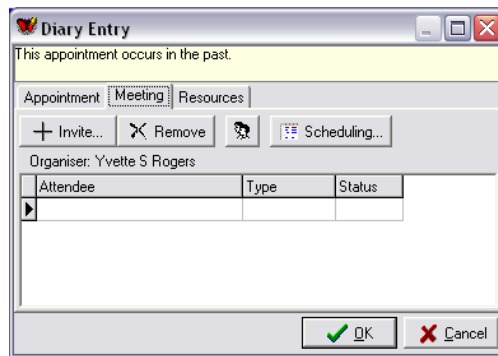 Diary Entry
This appointment occurs in the past.
Appointment Meeting Resources
Invite... Remove Scheduling...
Organiser: Yvette S Rogers
Attendee Type Status
OK Cancel